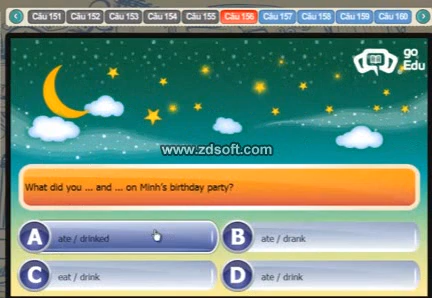 Câu 151 Câu 152 Câu 153 Câu 154 Câu 155 Câu 156 Câu 157 Câu 158 Câu 159 Câu 160
go
Edu
www.zdsoft.com
What did you ... and ... on Minh's birthday party?
A ate / drinked
B ate / drank
C eat / drink
D ate / drink